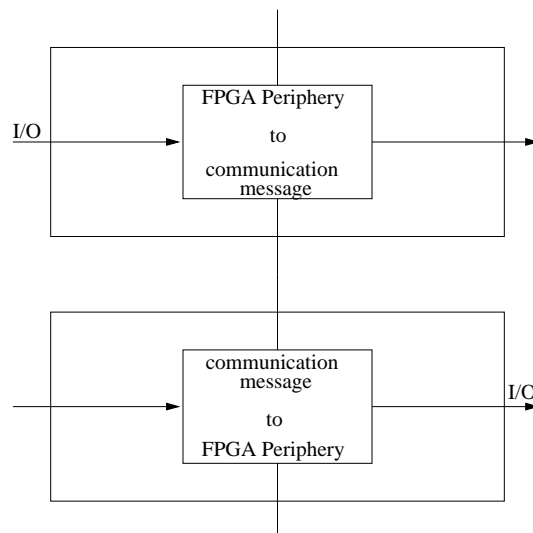 FPGA Periphery
I/O
to
communication
message
communication
message
I/O
to
FPGA Periphery